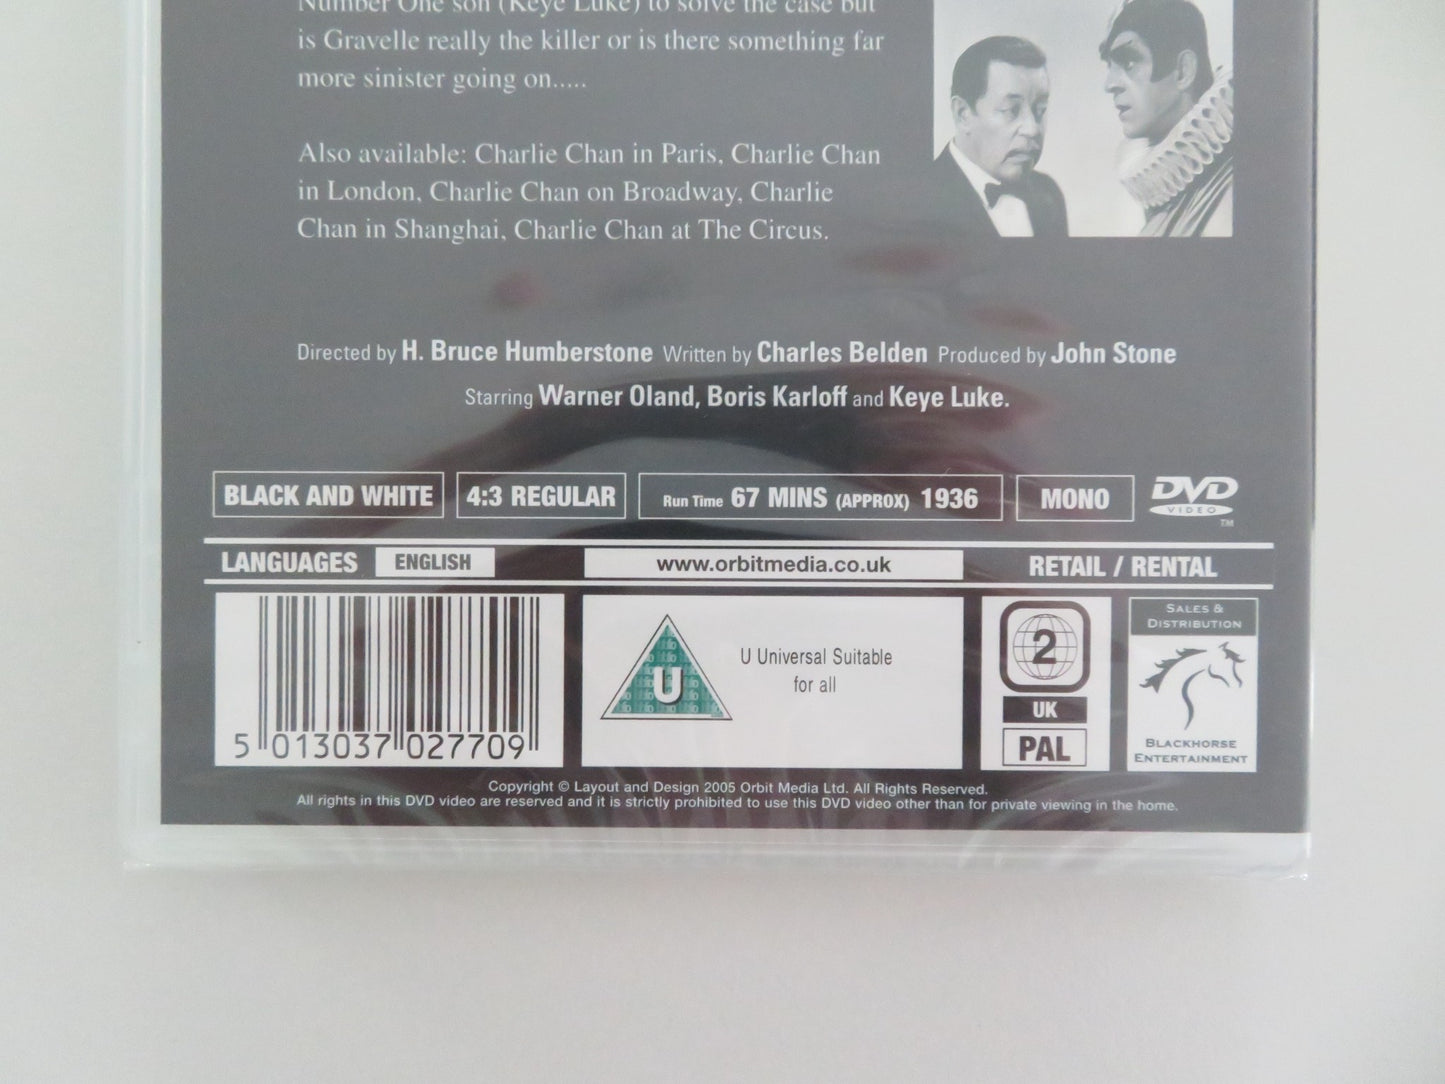 Number One son (Keye Luke) to solve the case but
is Gravelle really the killer or is there something far
more sinister going on.....
Also available: Charlie Chan in Paris, Charlie Chan
in London, Charlie Chan on Broadway, Charlie
Chan in Shanghai, Charlie Chan at The Circus.
Directed by H. Bruce Humberstone Written by Charles Belden Produced by John Stone
Starring Warner Oland, Boris Karloff and Keye Luke.
BLACK AND WHITE 4:3 REGULAR Run Time 67 MINS (APPROX) 1936 MONO DVD VIDEO TM
LANGUAGES ENGLISH www.orbitmedia.co.uk RETAIL / RENTAL
5 013037 027709
U
U Universal Suitable
for all
2
UK
PAL
SALES &
DISTRIBUTION
BLACKHORSE
ENTERTAINMENT
Copyright © Layout and Design 2005 Orbit Media Ltd. All Rights Reserved.
All rights in this DVD video are reserved and it is strictly prohibited to use this DVD video other than for private viewing in the home.